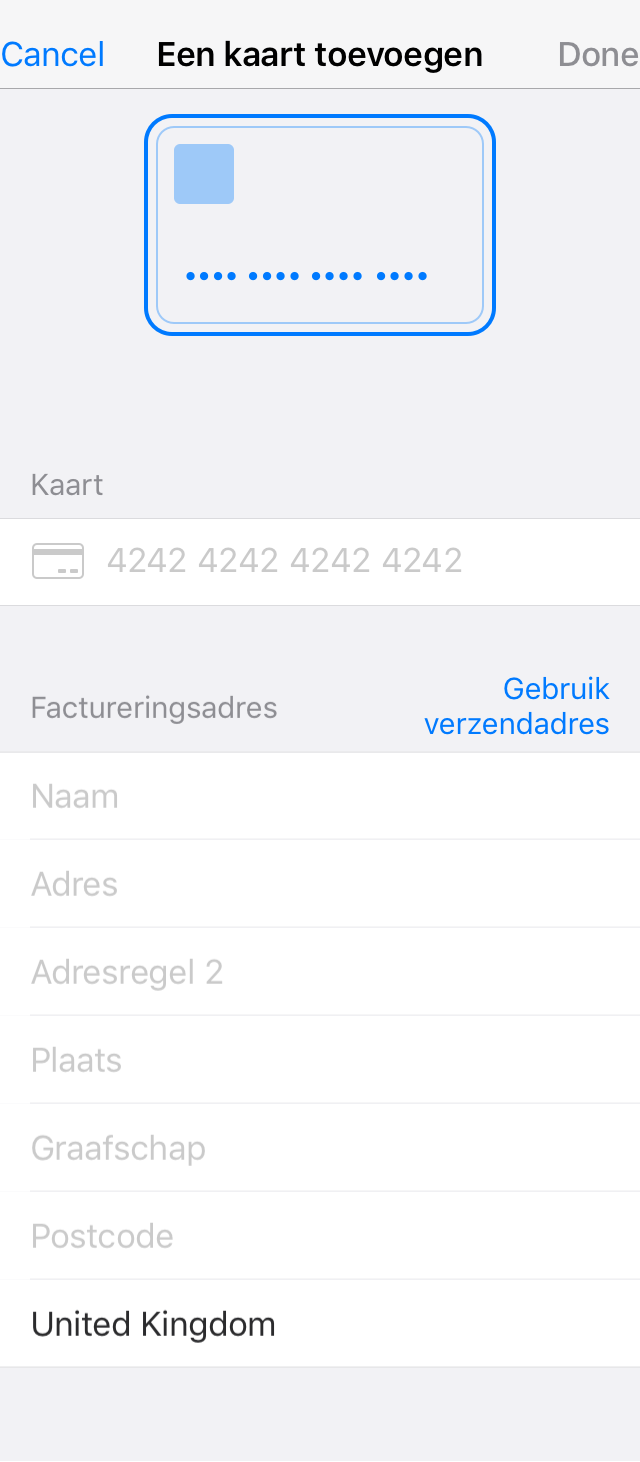 Cancel Een kaart toevoegen Done
•••• •••• •••• ••••
Kaart
4242 4242 4242 4242
Factureringsadres
Gebruik
verzendadres
Naam
Adres
Adresregel 2
Plaats
Graafschap
Postcode
United Kingdom